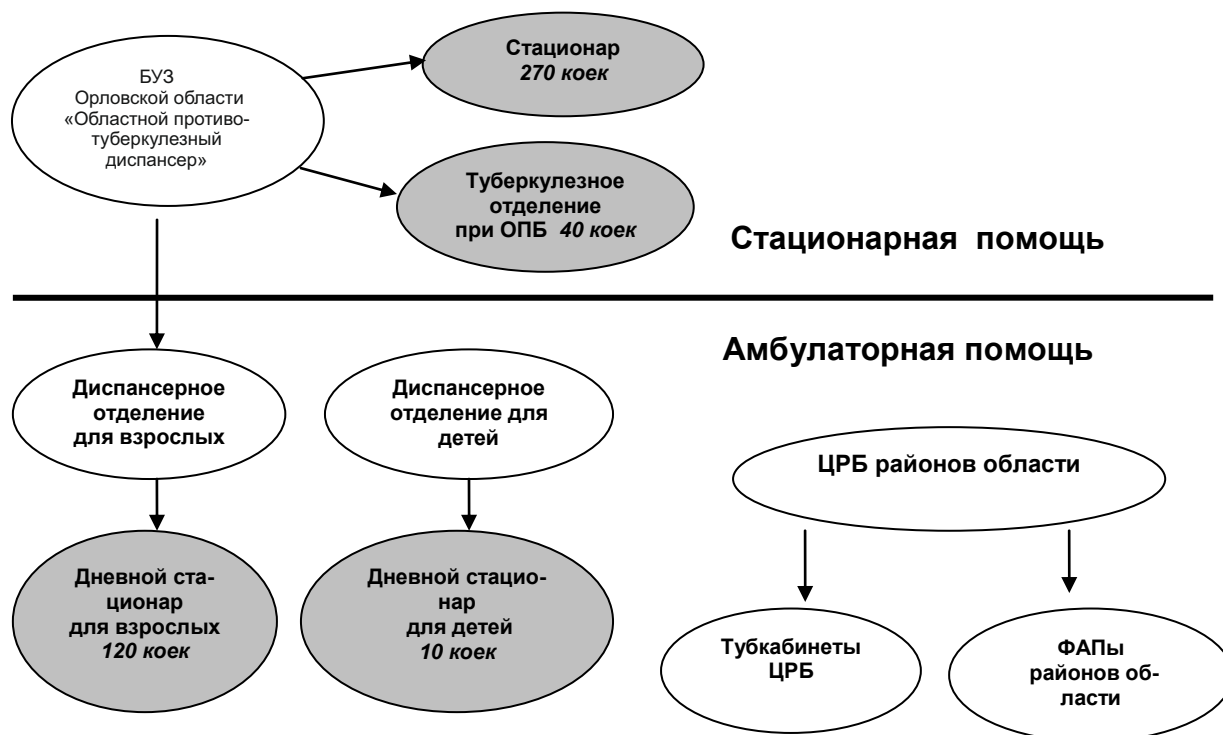 БУЗ
Орловской области
«Областной противо-
туберкулезный
диспансер»
Стационар
270 коек
Туберкулезное
отделение
при ОПБ 40 коек
Стационарная помощь
Амбулаторная помощь
Диспансерное
отделение
для взрослых
Диспансерное
отделение для
детей
ЦРБ районов области
Дневной ста-
ционар
для взрослых
120 коек
Дневной стацио-
нар
для детей
10 коек
Тубкабинеты
ЦРБ
ФАПы
районов об-
ласти